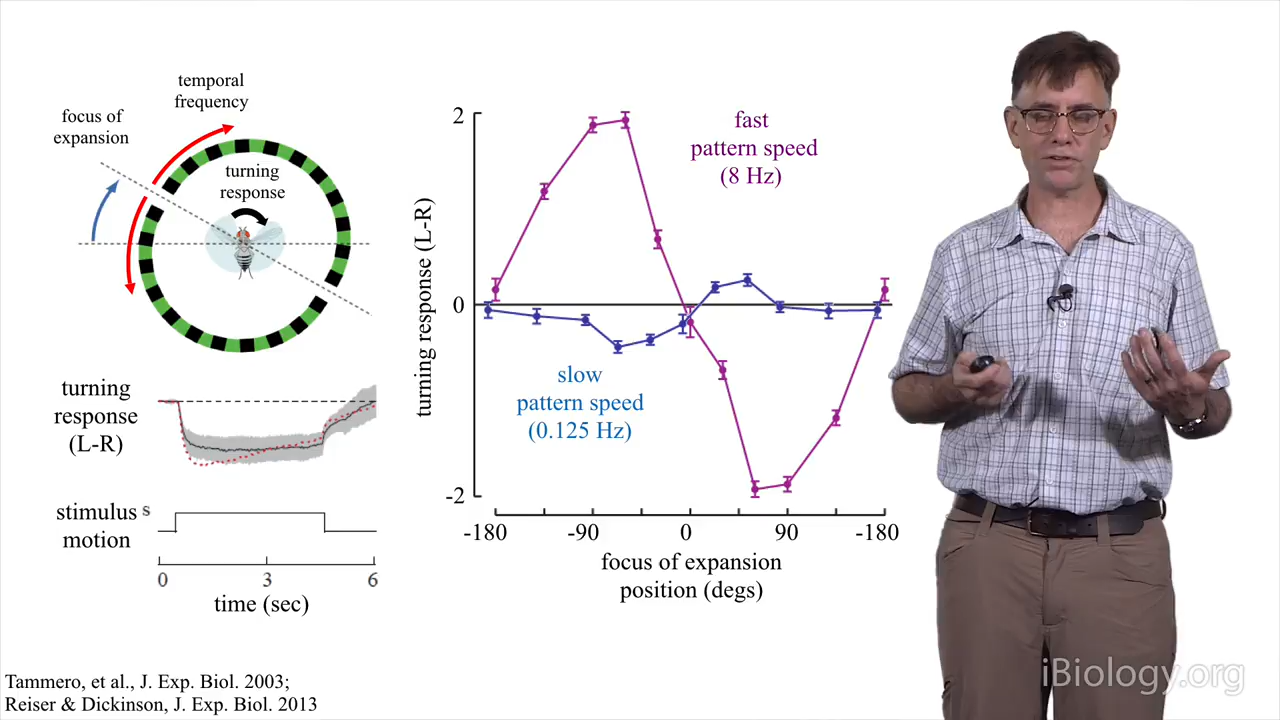 temporal
frequency
focus of
expansion
turning
response
turning
response
(L-R)
stimulus s
motion
0 3 6
time (sec)
turning response (L-R)
2
0
-2
fast
pattern speed
(8 Hz)
slow
pattern speed
(0.125 Hz)
-180 -90 0 90 -180
focus of expansion
position (degs)
Tammero, et al., J. Exp. Biol. 2003;
Reiser & Dickinson, J. Exp. Biol. 2013
iBiology.org